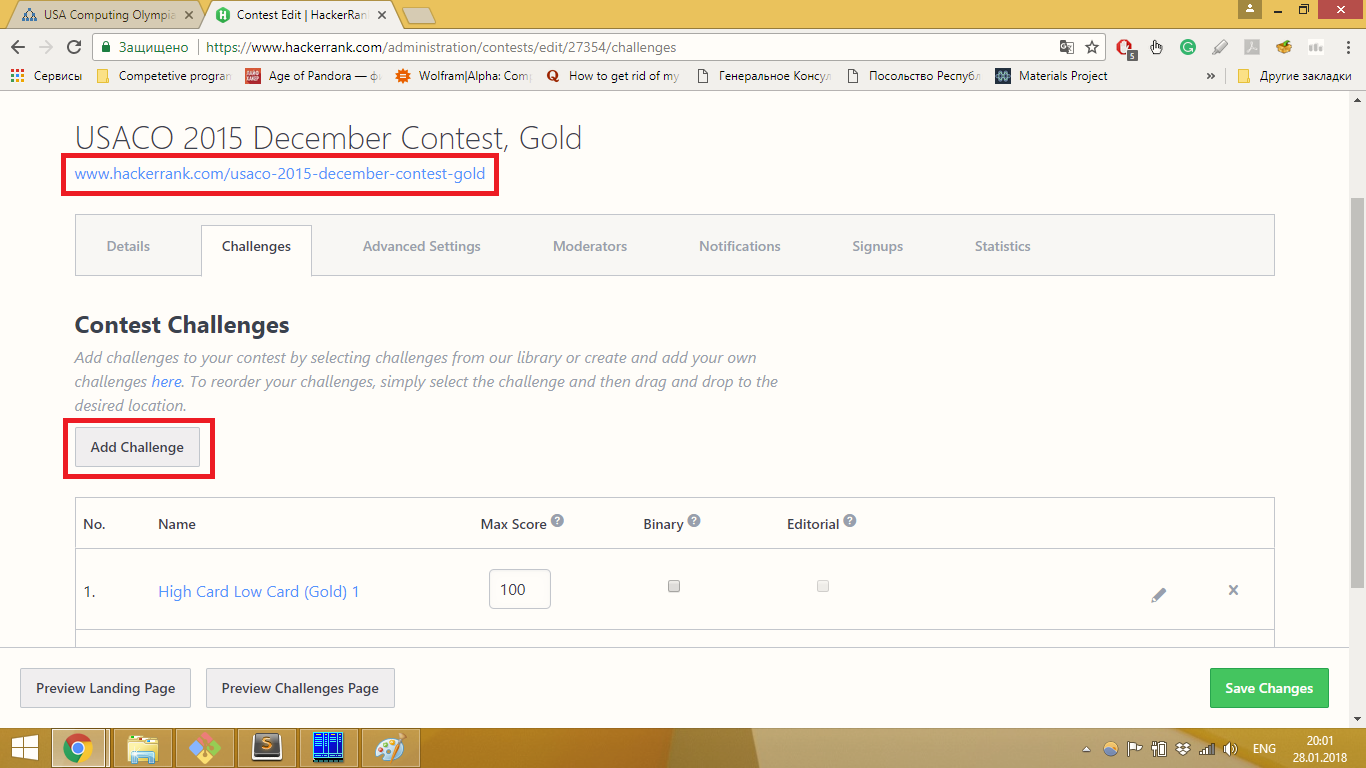 USA Computing Olympia
Contest Edit | HackerRan
Защищено
https://www.hackerrank.com/administration/contests/edit/27354/challenges
5
Сервисы
Competetive program
Age of Pandora — ф
Wolfram|Alpha: Com
How to get rid of my
Генеральное Консу
Посольство Респуб
Materials Project
»
Другие закладки
USACO 2015 December Contest, Gold
www.hackerrank.com/usaco-2015-december-contest-gold
Details
Challenges
Advanced Settings
Moderators
Notifications
Signups
Statistics
Contest Challenges
Add challenges to your contest by selecting challenges from our library or create and add your own
challenges here. To reorder your challenges, simply select the challenge and then drag and drop to the
desired location.
Add Challenge
No.
Name
Max Score ?
Binary ?
Editorial ?
1.
High Card Low Card (Gold) 1
100
Preview Landing Page
Preview Challenges Page
Save Changes
ENG
20:01
28.01.2018